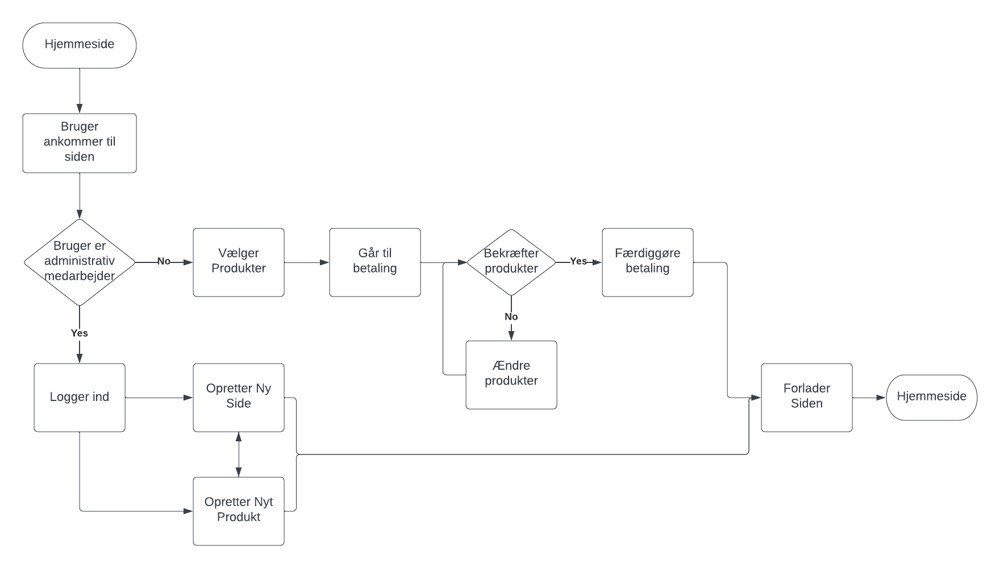 Hjemmeside
Bruger
ankommer til
siden
Bruger er
administrativ
medarbejder
No
Vælger
Produkter
Går til
betaling
Bekræfter
produkter
Yes
Færdiggøre
betaling
No
Ændre
produkter
Yes
Logger ind
Opretter Ny
Side
Opretter Nyt
Produkt
Forlader
Siden
Hjemmeside